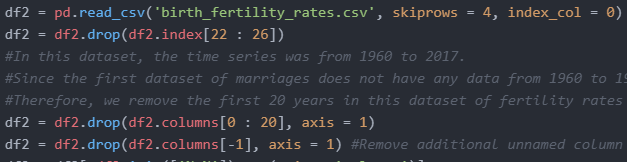 df2 = pd.read_csv('birth_fertility_rates.csv', skiprows = 4, index_col = 0)
df2 = df2.drop(df2.index[22 : 26])
#In this dataset, the time series was from 1960 to 2017.
#Since the first dataset of marriages does not have any data from 1960 to
#Therefore, we remove the first 20 years in this dataset of fertility rates
df2 = df2.drop(df2.columns[0 : 20], axis = 1)
df2 = df2.drop(df2.columns[-1], axis = 1) #Remove additional unnamed column